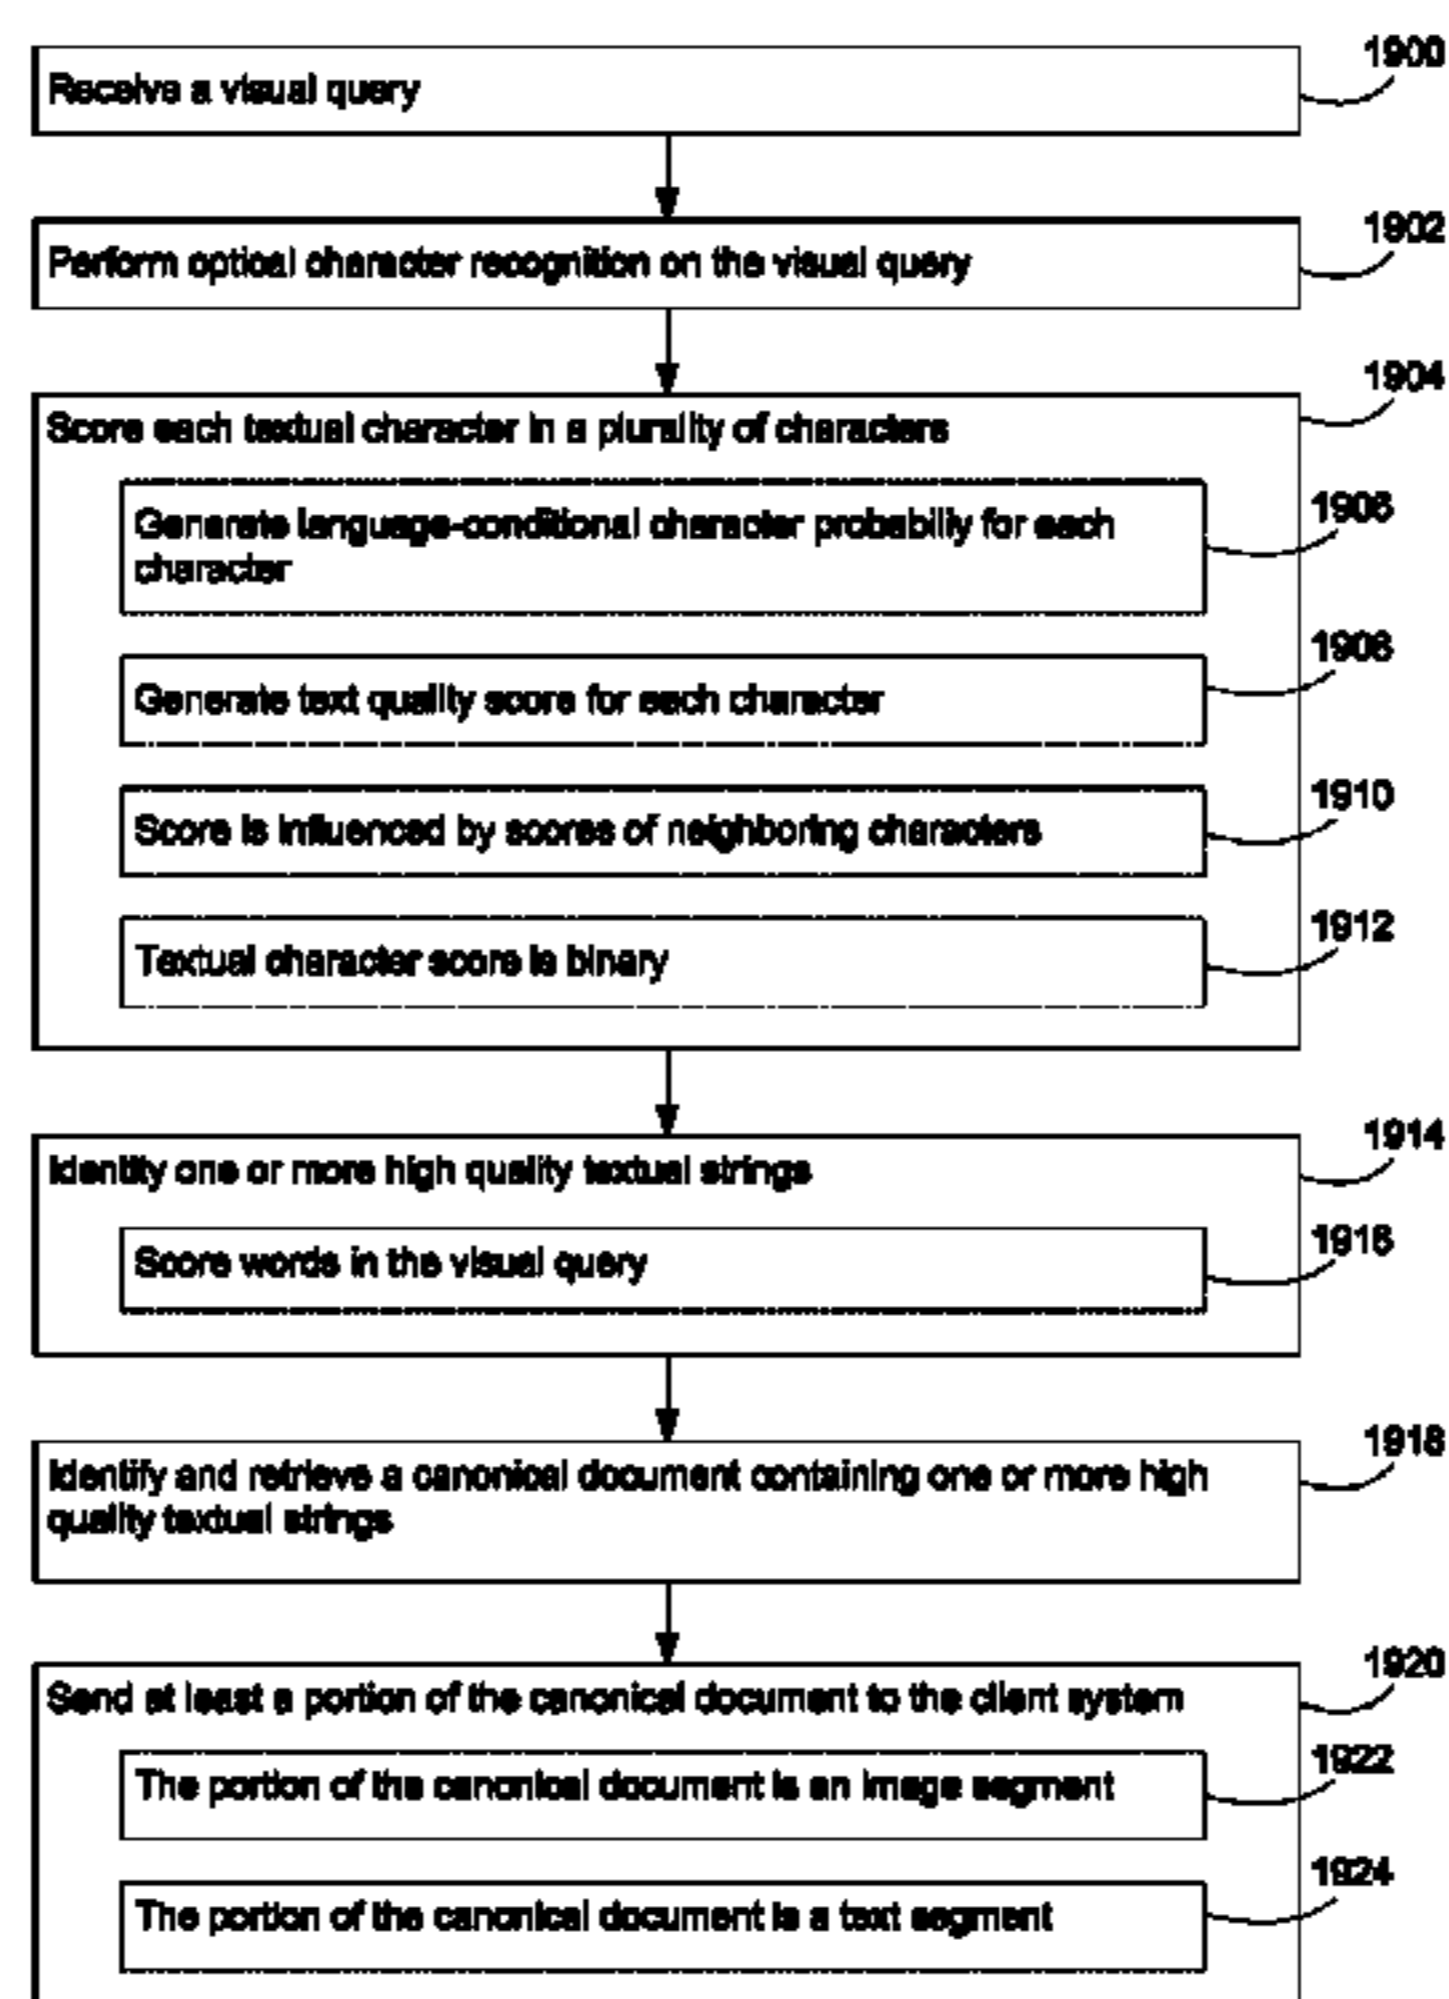 1900
Receive a visual query
1902
Perform optical character recognition on the visual query
1904
Score each textual character in a plurality of characters
1906
Generate language-conditional character probabiliy for each
character
1908
Generate text quality score for each character
1910
Score is influenced by scores of neighboring characters
1912
Textual character score is binary
1914
Identify one or more high quality textual strings
1916
Score words in the visual query
1918
Identify and retrieve a canonical document containing one or more high
quality textual strings
1920
Send at least a portion of the canonical document to the client system
1922
The portion of the canonical document is an image segment
1924
The portion of the canonical document is a text segment